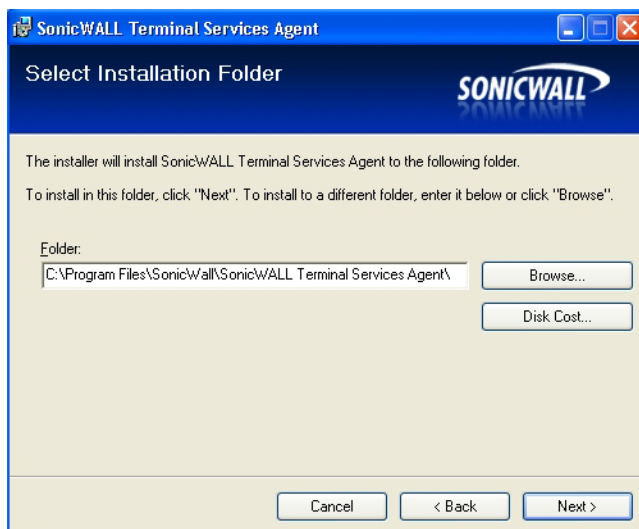 SonicWALL Terminal Services Agent
Select Installation Folder
SONICWALL
The installer will install SonicWALL Terminal Services Agent to the following folder.
To install in this folder, click "Next". To install to a different folder, enter it below or click "Browse".
Folder:
C:\Program Files\SonicWall\SonicWALL Terminal Services Agent\
Browse...
Disk Cost...
Cancel
< Back
Next >